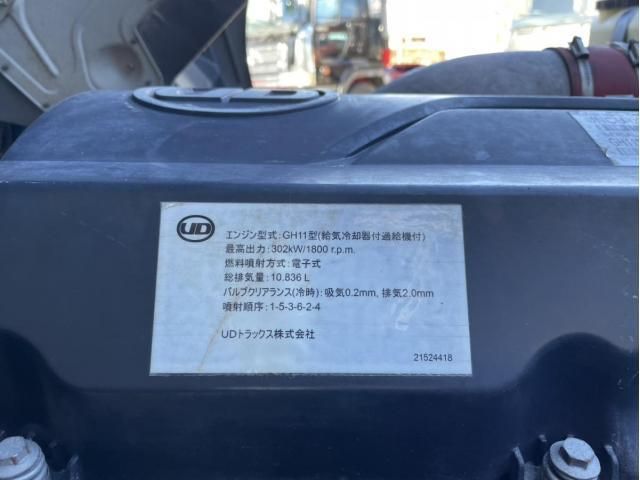 UD
UD
エンジン型式：GH11型(給気冷却器付過給機付)
最高出力：302kW/1800 r.p.m.
燃料噴射方式：電子式
総排気量：10.836 L
バルブクリアランス(冷時)：吸気0.2mm, 排気2.0mm
噴射順序：1-5-3-6-2-4
UDトラックス株式会社
21524418